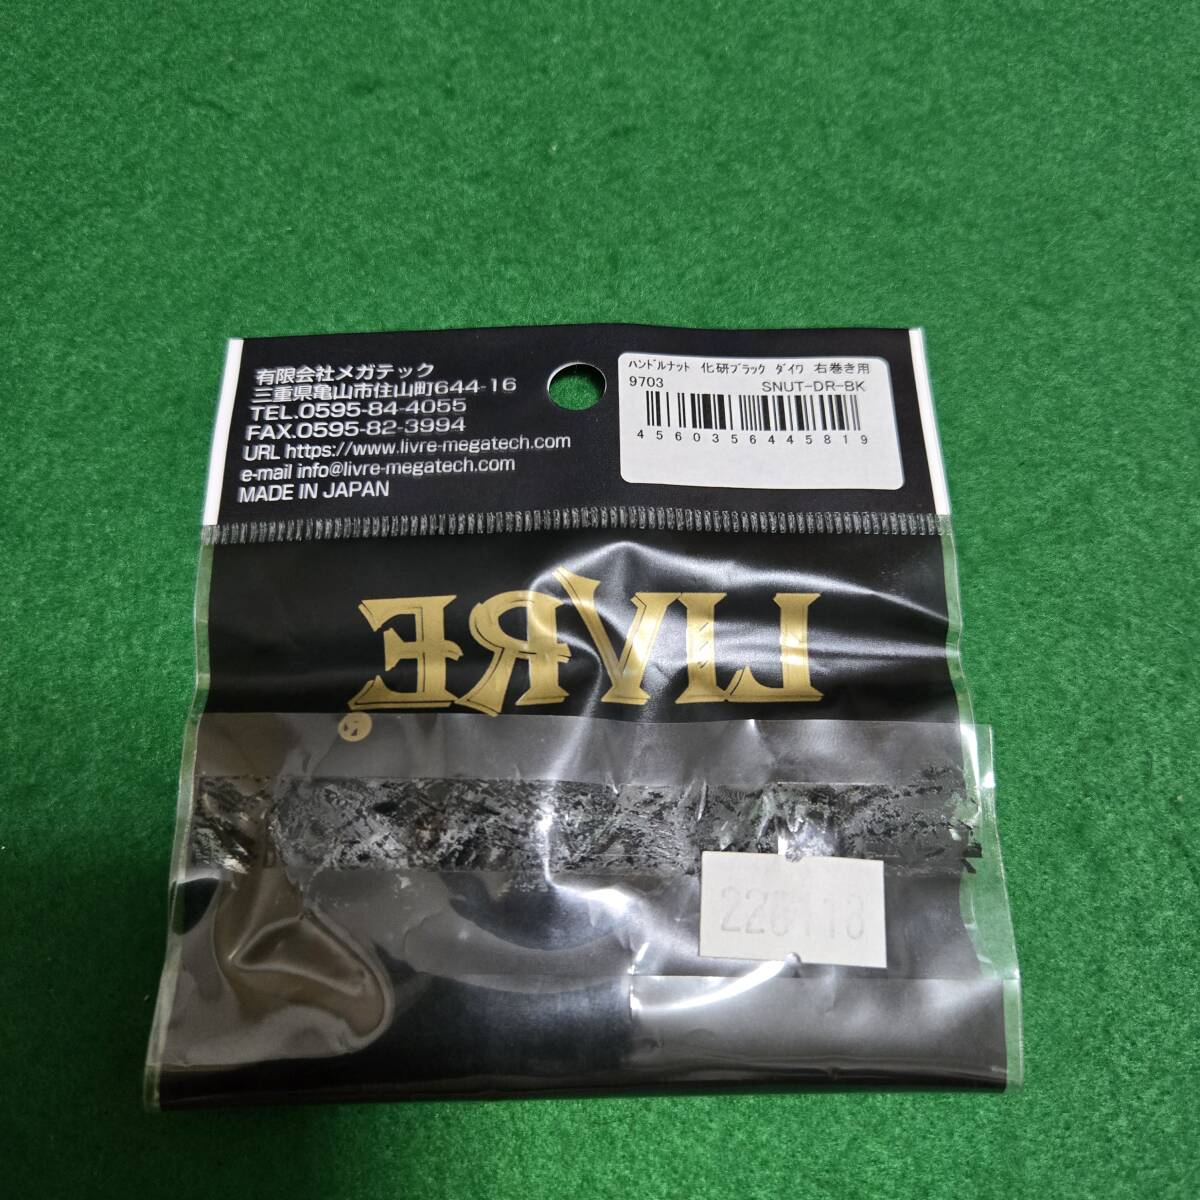 有限会社メガテック
三重県亀山市住山町644-16
TEL.0595-84-4055
FAX.0595-82-3994
URL https://www.livre-megatech.com
e-mail info@livre-megatech.com
MADE IN JAPAN
ﾊﾝﾄﾞﾙﾅｯﾄ 化研ﾌﾞﾗｯｸ ﾀﾞｲﾜ 右巻き用
9703 SNUT-DR-BK
4560356445819
LIVRE
®